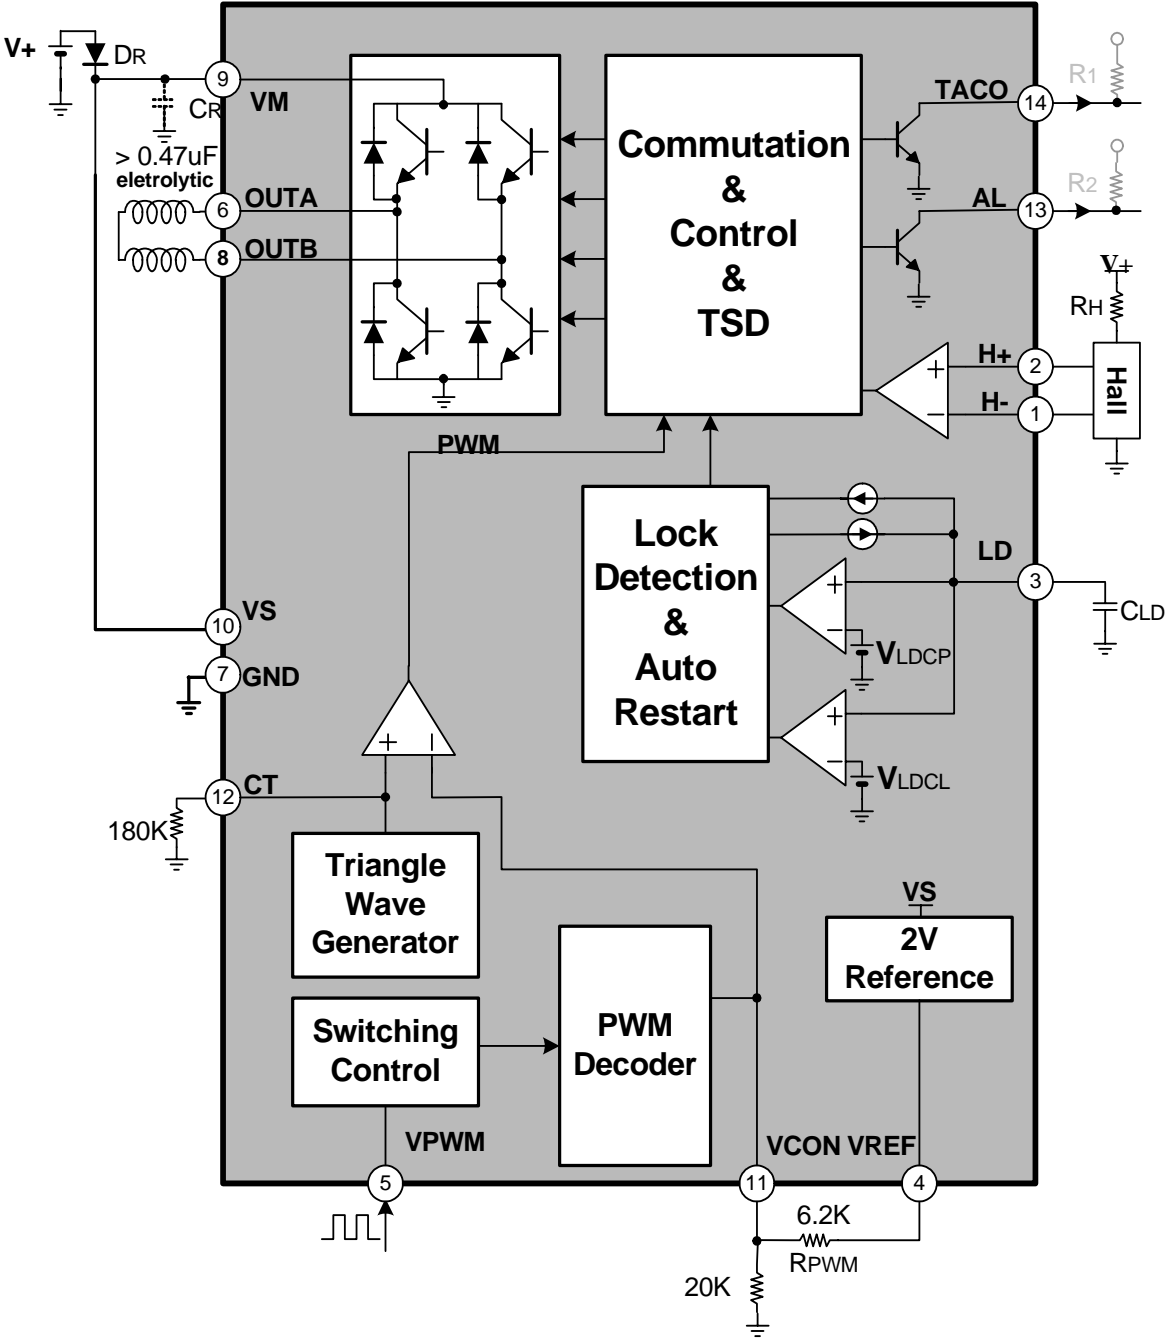 V+
DR
9
VM
CR
> 0.47uF
eletrolytic
6
OUTA
8
OUTB
Commutation
&
Control
&
TSD
TACO
14
R1
AL
13
R2
V+
RH
Hall
H+
2
H-
1
+
−
PWM
Lock
Detection
&
Auto
Restart
LD
3
CLD
+
−
VLDCP
+
−
VLDCL
VS
10
7
GND
+
−
CT
12
180K
Triangle
Wave
Generator
VS
2V
Reference
Switching
Control
PWM
Decoder
VPWM
5
VCON VREF
11
4
6.2K
RPWM
20K